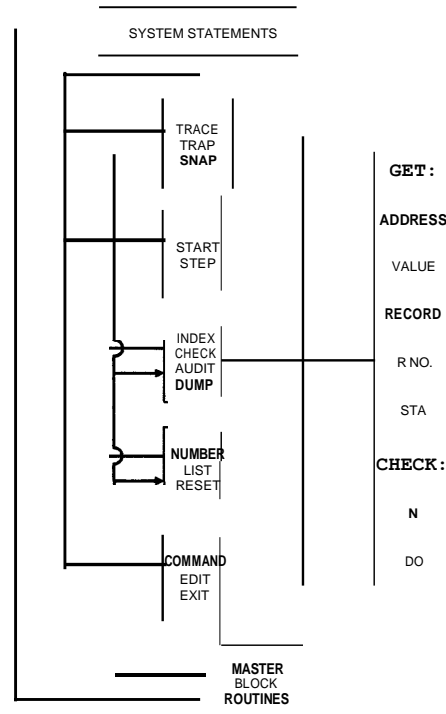 SYSTEM STATEMENTS
TRACE
TRAP
SNAP
START
STEP
INDEX
CHECK
AUDIT
DUMP
NUMBER
LIST
RESET
COMMAND
EDIT
EXIT
MASTER
BLOCK
ROUTINES
GET:
ADDRESS
VALUE
RECORD
R NO.
STA
CHECK:
N
DO